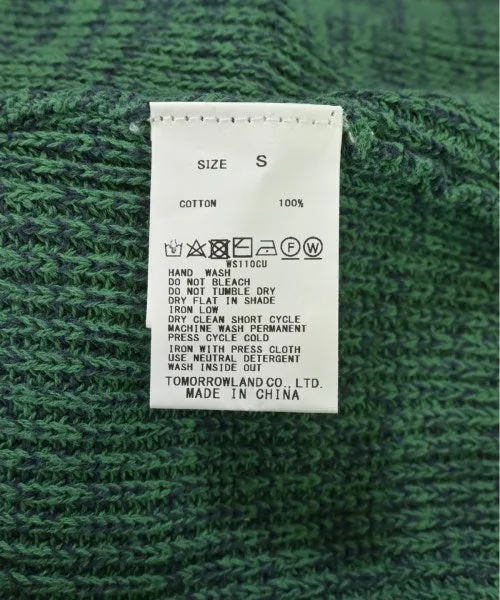 SIZE S
COTTON 100%
F W
WS110CU
HAND WASH
DO NOT BLEACH
DO NOT TUMBLE DRY
DRY FLAT IN SHADE
IRON LOW
DRY CLEAN SHORT CYCLE
MACHINE WASH PERMANENT
PRESS CYCLE COLD
IRON WITH PRESS CLOTH
USE NEUTRAL DETERGENT
WASH INSIDE OUT
TOMORROWLAND CO., LTD.
MADE IN CHINA